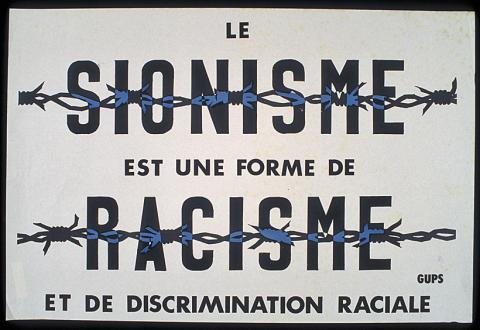 LE
SIONISME
EST UNE FORME DE
RACISME
GUPS
ET DE DISCRIMINATION RACIALE